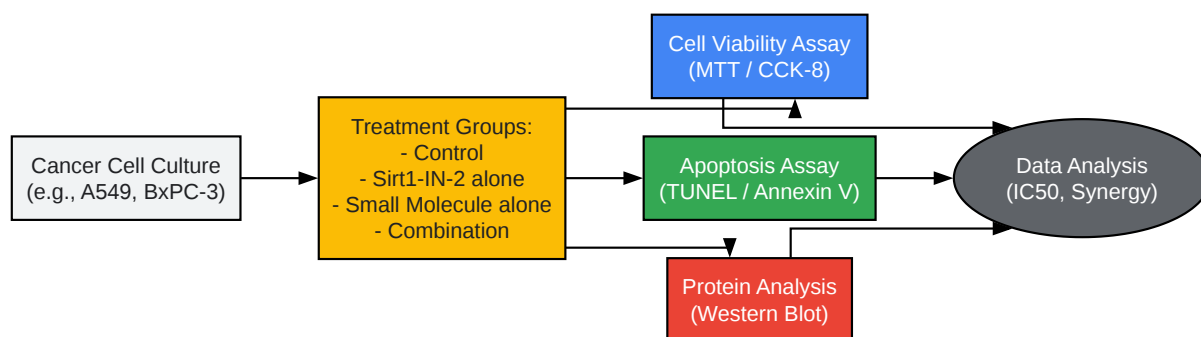 Cancer Cell Culture
(e.g., A549, BxPC-3)
Treatment Groups:
- Control
- Sirt1-IN-2 alone
- Small Molecule alone
- Combination
Cell Viability Assay
(MTT / CCK-8)
Apoptosis Assay
(TUNEL / Annexin V)
Protein Analysis
(Western Blot)
Data Analysis
(IC50, Synergy)